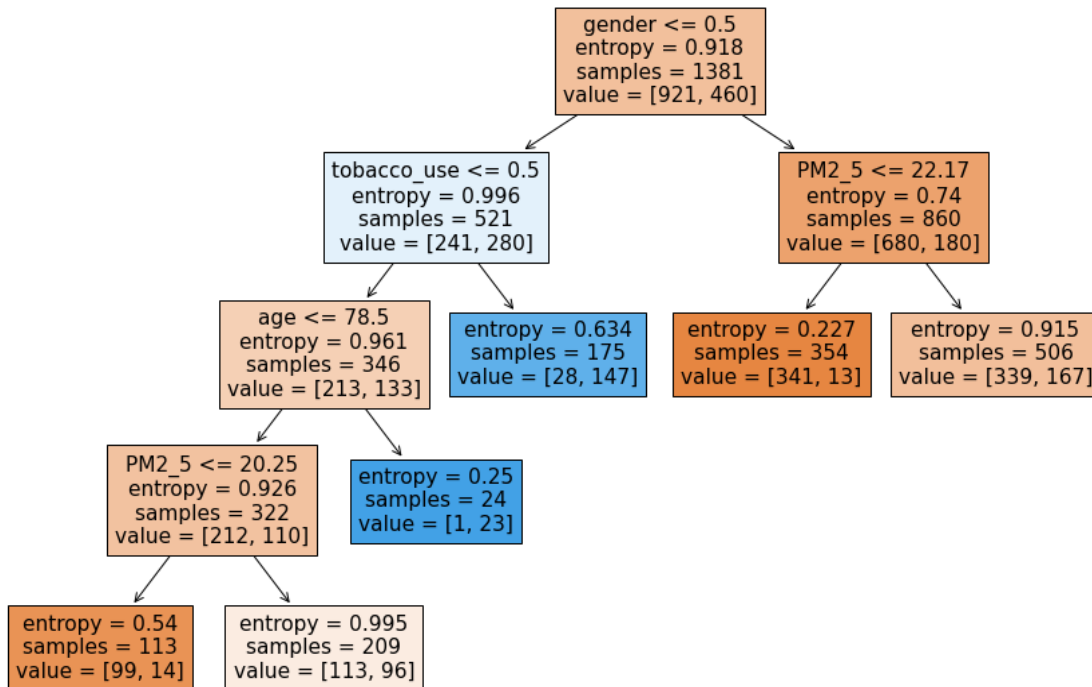 gender <= 0.5
entropy = 0.918
samples = 1381
value = [921, 460]
tobacco_use <= 0.5
entropy = 0.996
samples = 521
value = [241, 280]
PM2_5 <= 22.17
entropy = 0.74
samples = 860
value = [680, 180]
age <= 78.5
entropy = 0.961
samples = 346
value = [213, 133]
entropy = 0.634
samples = 175
value = [28, 147]
entropy = 0.227
samples = 354
value = [341, 13]
entropy = 0.915
samples = 506
value = [339, 167]
PM2_5 <= 20.25
entropy = 0.926
samples = 322
value = [212, 110]
entropy = 0.25
samples = 24
value = [1, 23]
entropy = 0.54
samples = 113
value = [99, 14]
entropy = 0.995
samples = 209
value = [113, 96]